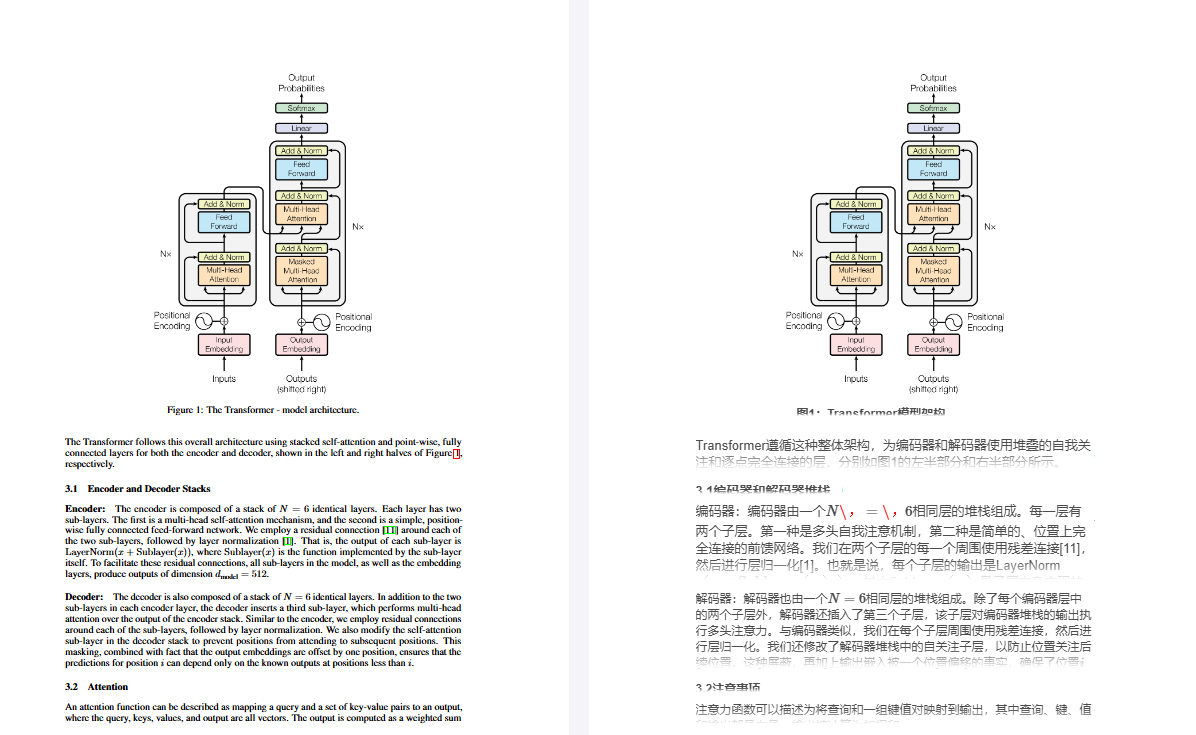 Output
Probabilities
Softmax
Linear
Add & Norm
Feed
Forward
Add & Norm
Add & Norm
Multi-Head
Attention
Feed
Forward
Nx
Add & Norm
Nx
Add & Norm
Masked
Multi-Head
Attention
Multi-Head
Attention
Positional
Encoding
Positional
Encoding
Input
Embedding
Output
Embedding
Inputs
Outputs
(shifted right)
Figure 1: The Transformer - model architecture.
The Transformer follows this overall architecture using stacked self-attention and point-wise, fully
connected layers for both the encoder and decoder, shown in the left and right halves of Figure 1,
respectively.
3.1 Encoder and Decoder Stacks
Encoder: The encoder is composed of a stack of N = 6 identical layers. Each layer has two
sub-layers. The first is a multi-head self-attention mechanism, and the second is a simple, position-
wise fully connected feed-forward network. We employ a residual connection [11] around each of
the two sub-layers, followed by layer normalization [1]. That is, the output of each sub-layer is
LayerNorm(x + Sublayer(x)), where Sublayer(x) is the function implemented by the sub-layer
itself. To facilitate these residual connections, all sub-layers in the model, as well as the embedding
layers, produce outputs of dimension dmodel = 512.
Decoder: The decoder is also composed of a stack of N = 6 identical layers. In addition to the two
sub-layers in each encoder layer, the decoder inserts a third sub-layer, which performs multi-head
attention over the output of the encoder stack. Similar to the encoder, we employ residual connections
around each of the sub-layers, followed by layer normalization. We also modify the self-attention
sub-layer in the decoder stack to prevent positions from attending to subsequent positions. This
masking, combined with fact that the output embeddings are offset by one position, ensures that the
predictions for position i can depend only on the known outputs at positions less than i.
3.2 Attention
An attention function can be described as mapping a query and a set of key-value pairs to an output,
where the query, keys, values, and output are all vectors. The output is computed as a weighted sum
Output
Probabilities
Softmax
Linear
Add & Norm
Feed
Forward
Add & Norm
Add & Norm
Multi-Head
Attention
Feed
Forward
Nx
Add & Norm
Nx
Add & Norm
Masked
Multi-Head
Attention
Multi-Head
Attention
Positional
Encoding
Positional
Encoding
Input
Embedding
Output
Embedding
Inputs
Outputs
(shifted right)
图1：Transformer模型架构
Transformer遵循这种整体架构，为编码器和解码器使用堆叠的自我关
注和逐点完全连接的层，分别如图1的左半部分和右半部分所示。
3.1编码器和解码器堆栈
编码器：编码器由一个N\，=\，6相同层的堆栈组成。每一层有
两个子层。第一种是多头自我注意机制，第二种是简单的、位置上完
全连接的前馈网络。我们在两个子层的每一个周围使用残差连接[11]，
然后进行层归一化[1]。也就是说，每个子层的输出是LayerNorm
解码器：解码器也由一个N = 6相同层的堆栈组成。除了每个编码器层中
的两个子层外，解码器还插入了第三个子层，该子层对编码器堆栈的输出执
行多头注意力。与编码器类似，我们在每个子层周围使用残差连接，然后进
行层归一化。我们还修改了解码器堆栈中的自关注子层，以防止位置关注后
续位置。这种屏蔽，再加上输出嵌入被一个位置偏移的事实，确保了位置i
3.2注意事项
注意力函数可以描述为将查询和一组键值对映射到输出，其中查询、键、值